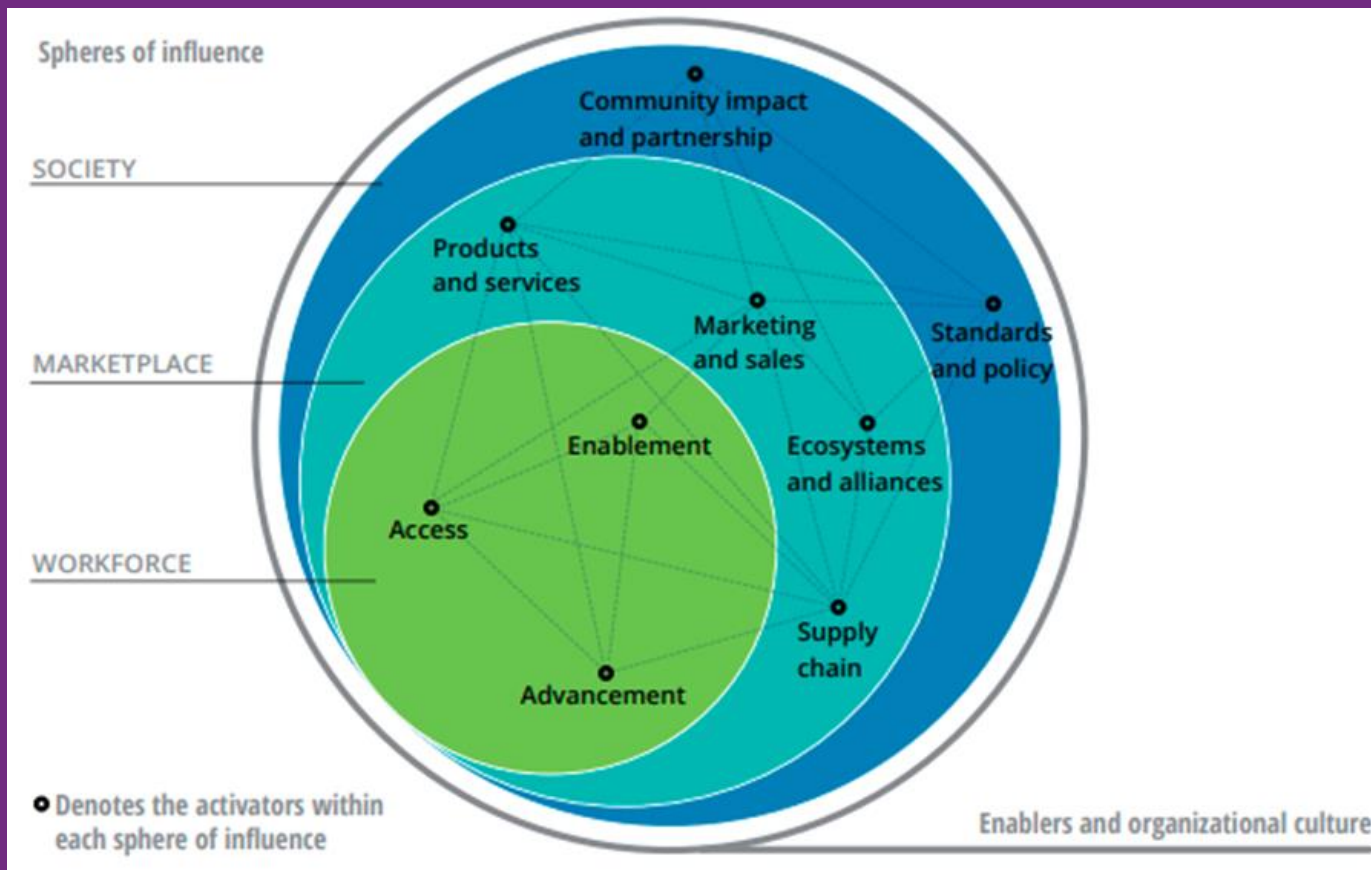 Spheres of influence
SOCIETY
MARKETPLACE
WORKFORCE
Community impact
and partnership
Products
and services
Marketing
and sales
Standards
and policy
Enablement
Ecosystems
and alliances
Access
Supply
chain
Advancement
Denotes the activators within
each sphere of influence
Enablers and organizational culture